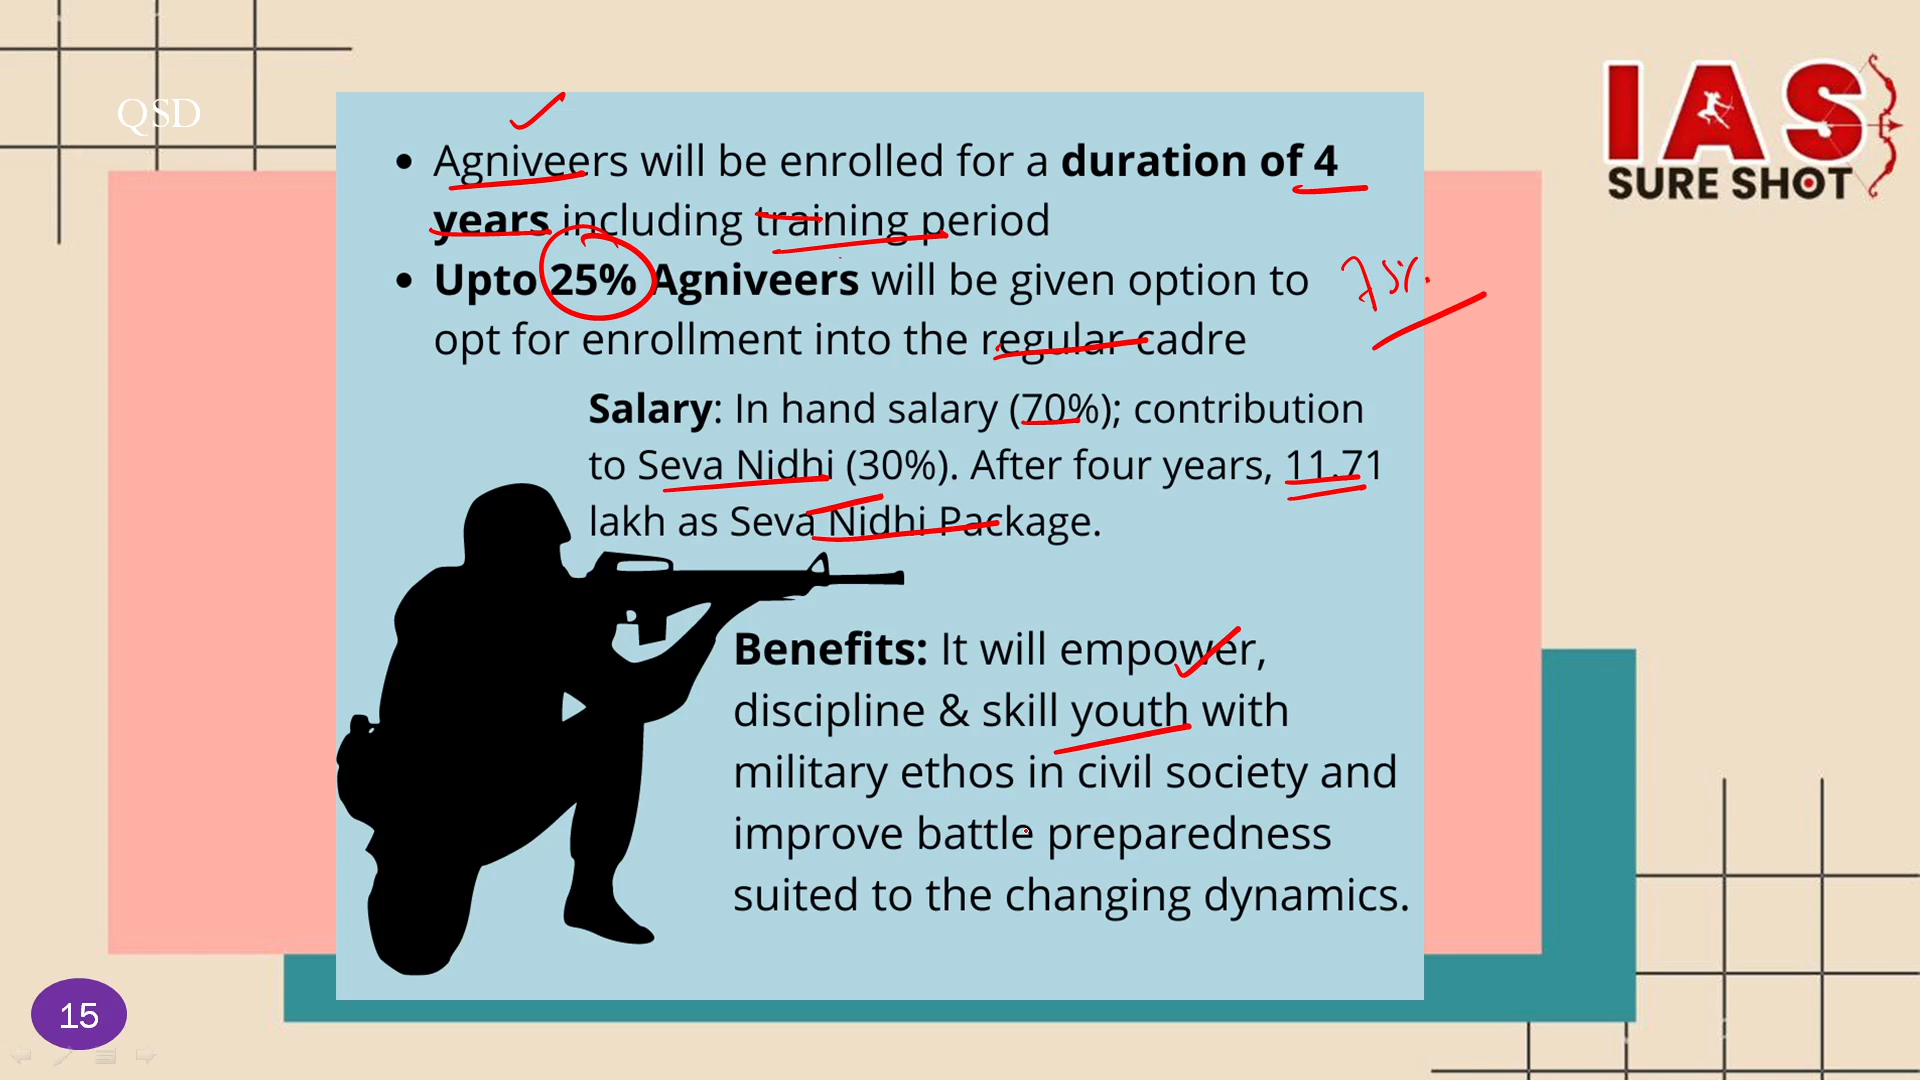 QSD
IAS
SURE SHOT
• Agniveers will be enrolled for a duration of 4
years including training period
• Upto 25% Agniveers will be given option to
opt for enrollment into the regular cadre
75%
Salary: In hand salary (70%); contribution
to Seva Nidhi (30%). After four years, 11.71
lakh as Seva Nidhi Package.
Benefits: It will empower,
discipline & skill youth with
military ethos in civil society and
improve battle preparedness
suited to the changing dynamics.
15